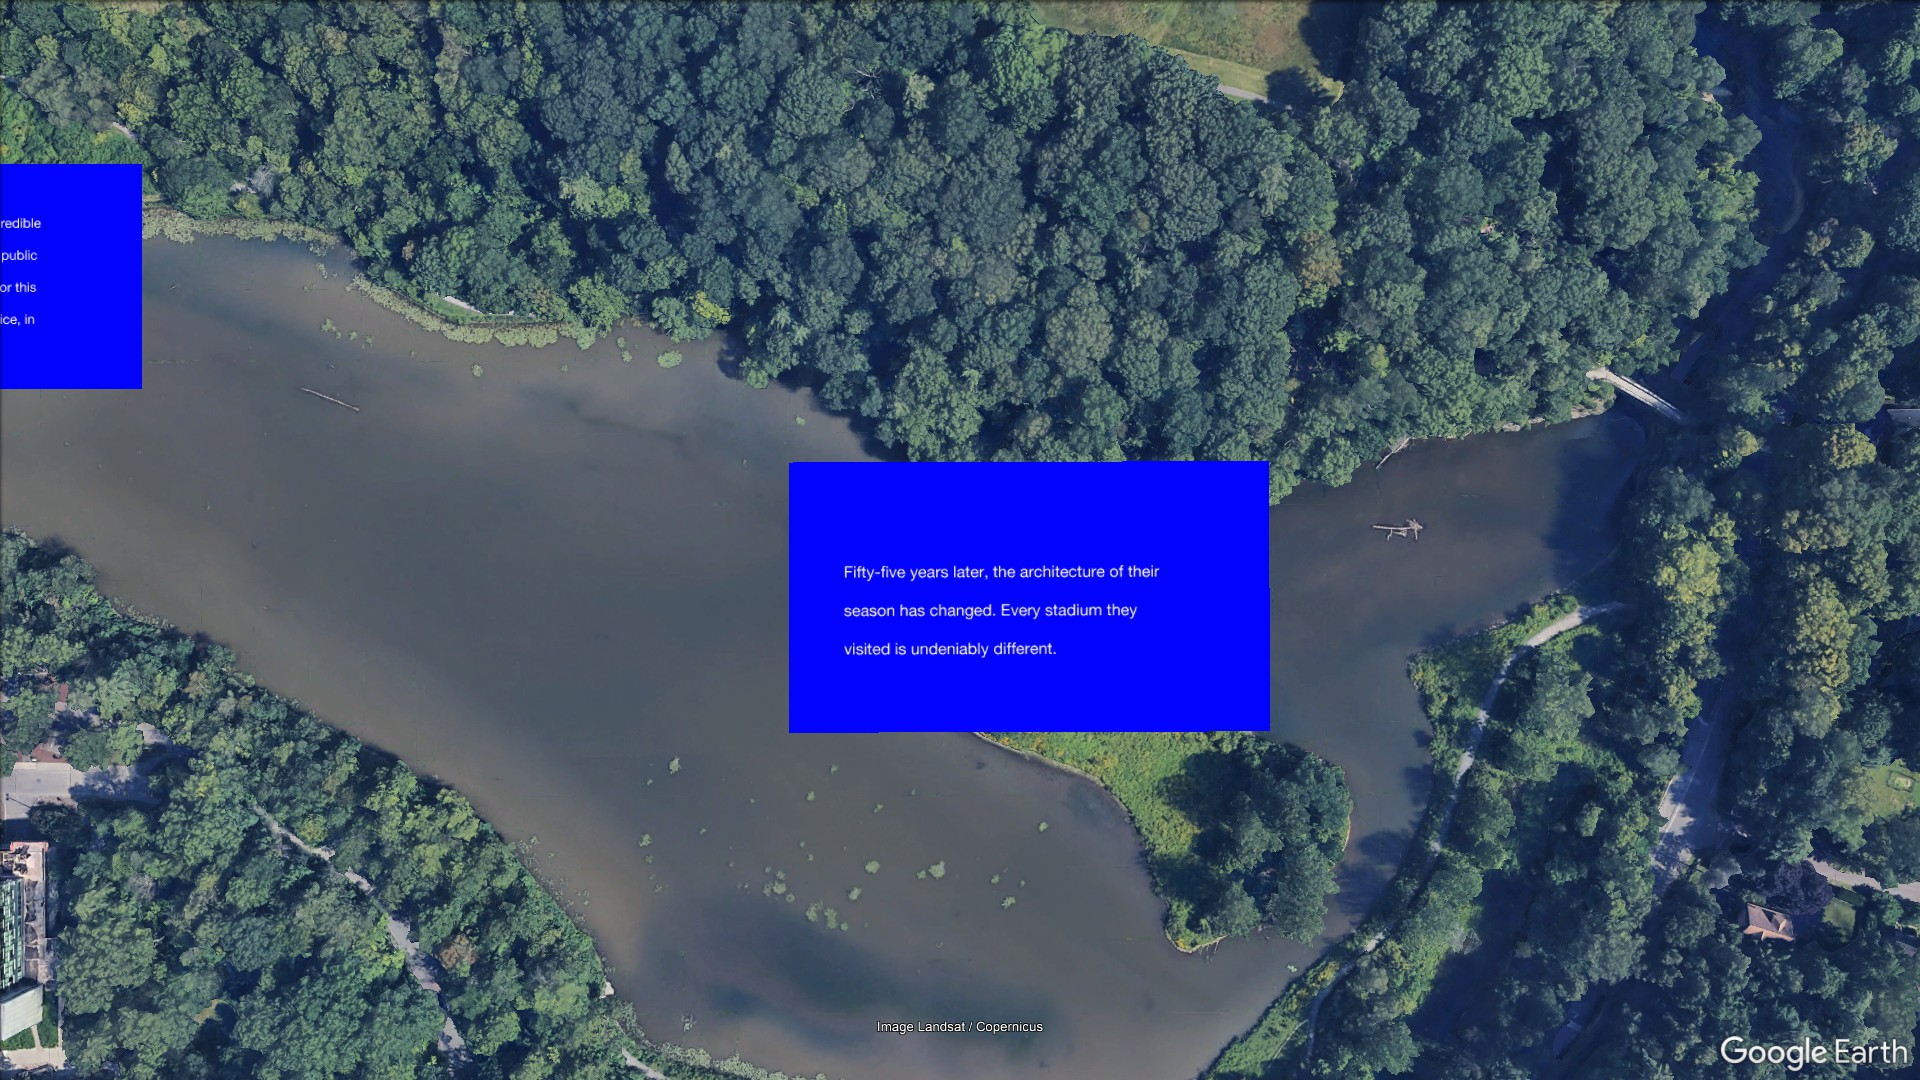 redible
public
or this
ice, in
Fifty-five years later, the architecture of their
season has changed. Every stadium they
visited is undeniably different.
Image Landsat / Copernicus
Google Earth